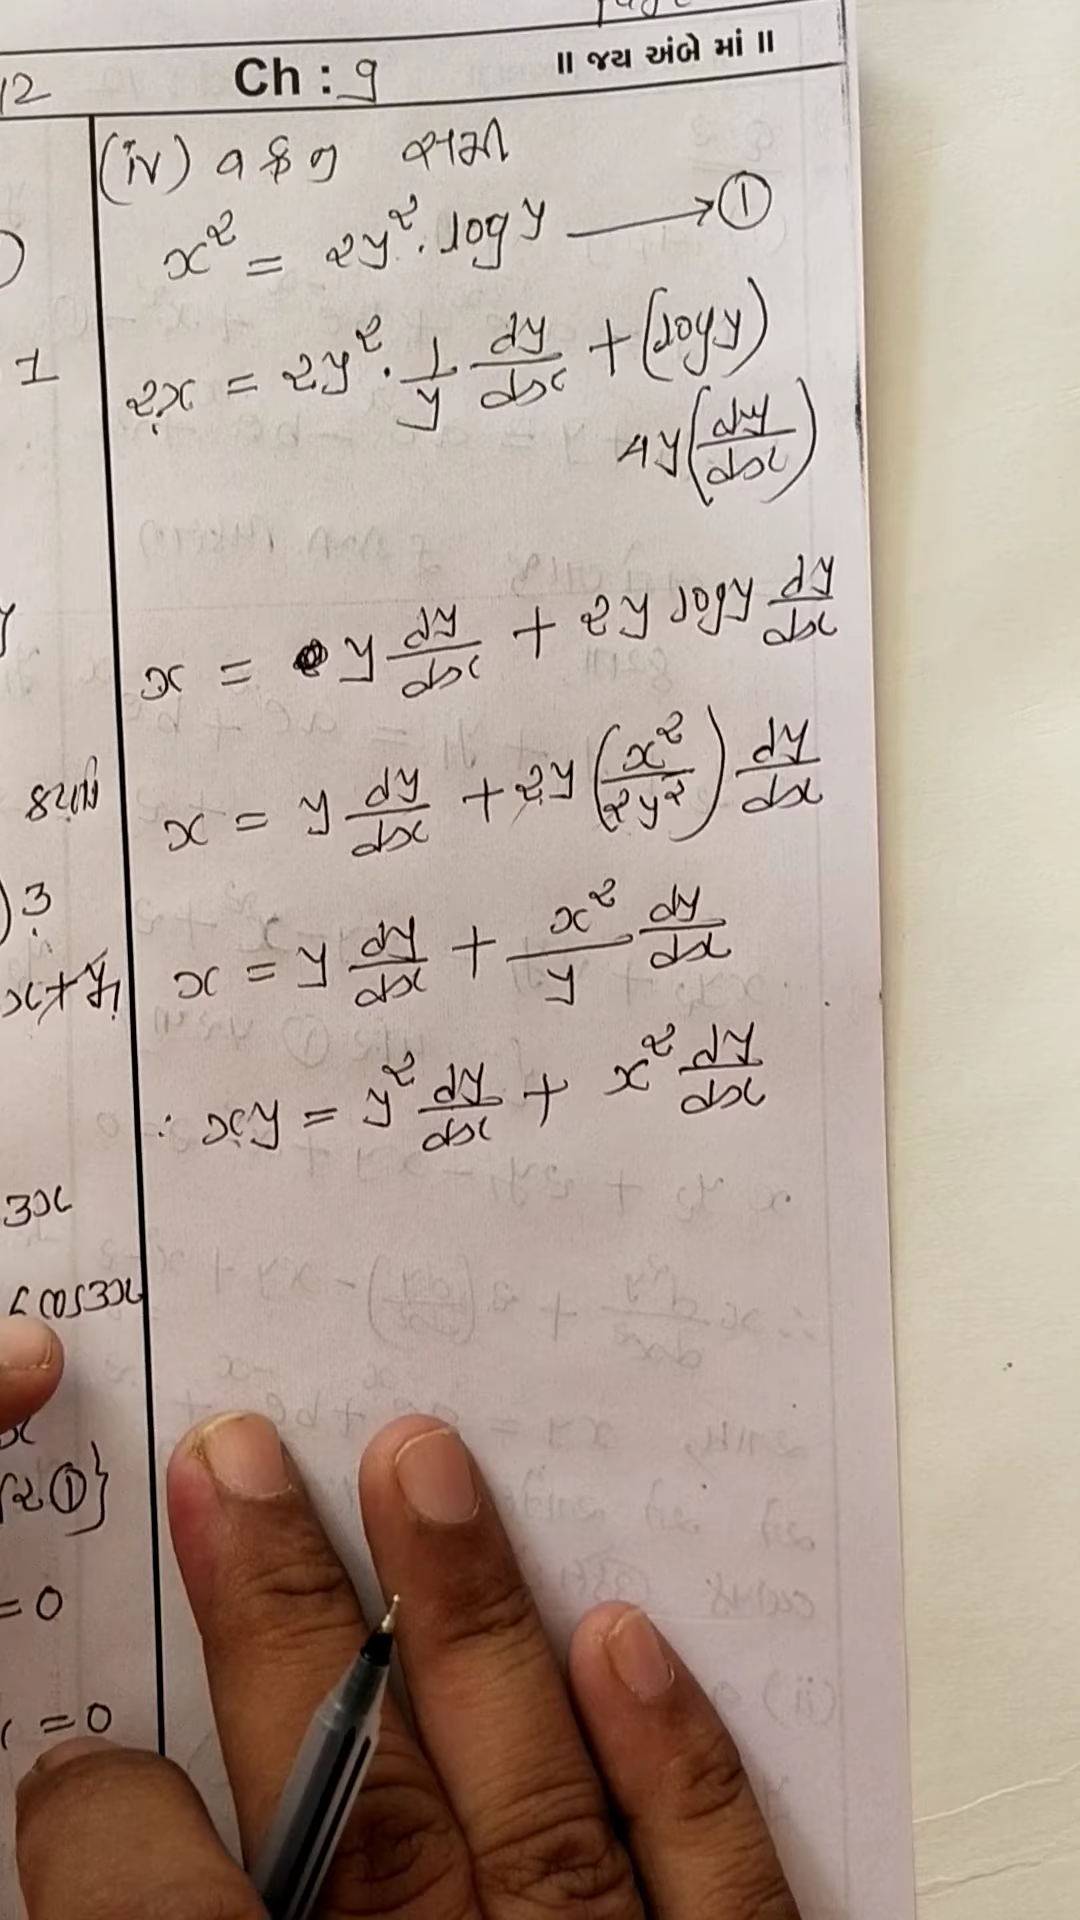 12 Ch : 9 ॥ જય અંબે માં ॥
1
3
x + y₁
3x
cos3x
= 0
= 0
(iv)
x² = 2y² · log y ⟶ ①
2x = 2y² · 1/y dy/dx + (log y)
4y (dy/dx)
x = y dy/dx + 2y log y dy/dx
x = y dy/dx + 2y (x²/2y²) dy/dx
x = y dy/dx + x²/y dy/dx
∴ xy = y² dy/dx + x² dy/dx